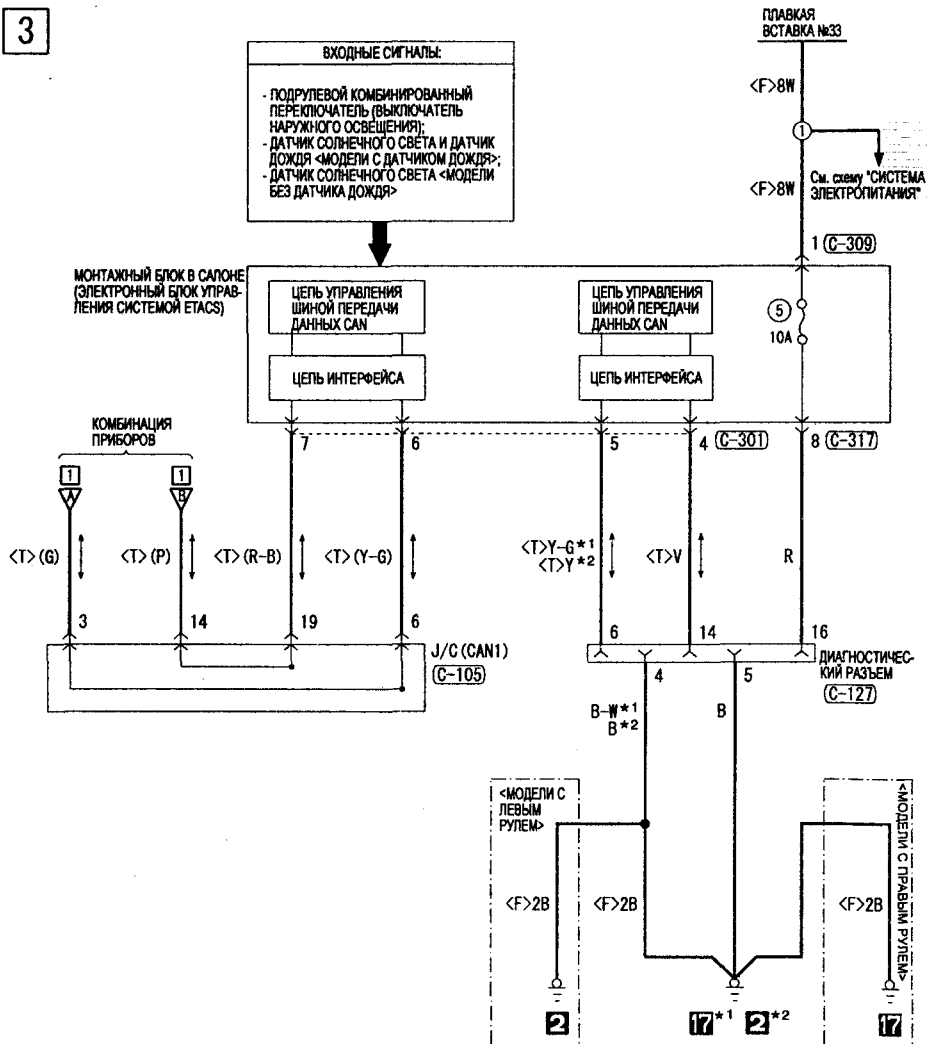 3
ПЛАВКАЯ
ВСТАВКА №33
ВХОДНЫЕ СИГНАЛЫ:
- ПОДРУЛЕВОЙ КОМБИНИРОВАННЫЙ
ПЕРЕКЛЮЧАТЕЛЬ (ВЫКЛЮЧАТЕЛЬ
НАРУЖНОГО ОСВЕЩЕНИЯ);
- ДАТЧИК СОЛНЕЧНОГО СВЕТА И ДАТЧИК
ДОЖДЯ <МОДЕЛИ С ДАТЧИКОМ ДОЖДЯ>;
- ДАТЧИК СОЛНЕЧНОГО СВЕТА <МОДЕЛИ
БЕЗ ДАТЧИКА ДОЖДЯ>
<F>8W
1
<F>8W
См. схему "СИСТЕМА
ЭЛЕКТРОПИТАНИЯ"
1 (C-309)
МОНТАЖНЫЙ БЛОК В САЛОНЕ
(ЭЛЕКТРОННЫЙ БЛОК УПРАВ-
ЛЕНИЯ СИСТЕМОЙ ETACS)
ЦЕПЬ УПРАВЛЕНИЯ
ШИНОЙ ПЕРЕДАЧИ
ДАННЫХ CAN
ЦЕПЬ УПРАВЛЕНИЯ
ШИНОЙ ПЕРЕДАЧИ
ДАННЫХ CAN
5
10A
ЦЕПЬ ИНТЕРФЕЙСА
ЦЕПЬ ИНТЕРФЕЙСА
КОМБИНАЦИЯ
ПРИБОРОВ
7 6 5 4 (C-301) 8 (C-317)
1 1
A B
<T>(G) <T>(P) <T>(R-B) <T>(Y-G) <T>Y-G*1
<T>Y*2
<T>V R
3 14 19 6 6 14 16
J/C (CAN1)
(C-105)
ДИАГНОСТИЧЕС-
КИЙ РАЗЪЕМ
(C-127)
4 5
B-W*1
B*2
B
<МОДЕЛИ С
ЛЕВЫМ
РУЛЕМ>
<МОДЕЛИ С ПРАВЫМ РУЛЕМ>
<F>2B <F>2B <F>2B
2 17*1 2*2 17